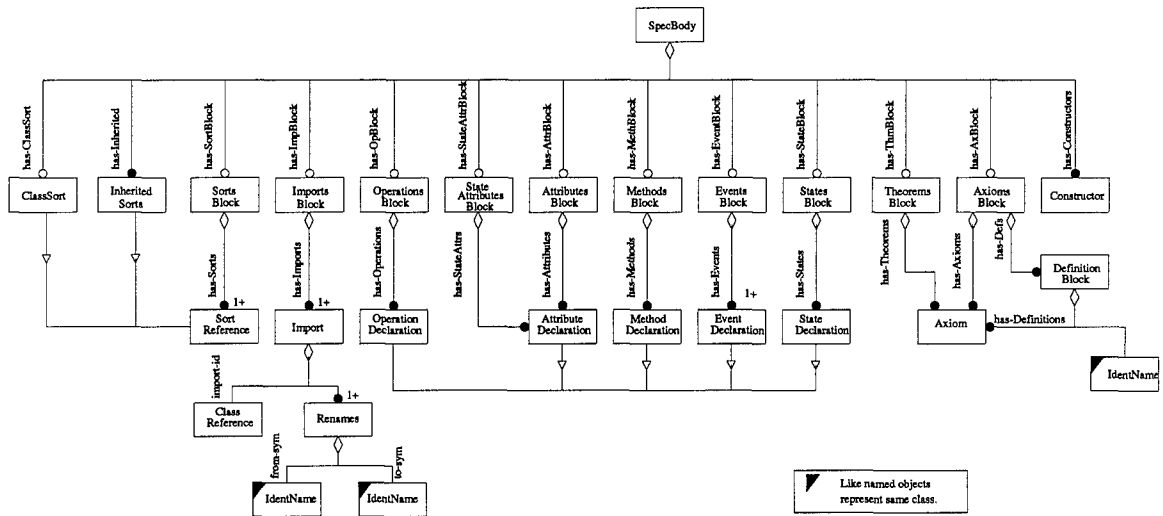 SpecBody
has-ClassSort
has-Inherited
has-SortBlock
has-ImpBlock
has-OpBlock
has-StateAttrBlock
has-AttrBlock
has-MethBlock
has-EventBlock
has-StateBlock
has-ThmBlock
has-AxBlock
has-Constructors
ClassSort
Inherited
Sorts
Sorts
Block
Imports
Block
Operations
Block
State
Attributes
Block
Attributes
Block
Methods
Block
Events
Block
States
Block
Theorems
Block
Axioms
Block
Constructor
has-Sorts
has-Imports
has-Operations
has-StateAttrs
has-Attributes
has-Methods
has-Events
has-States
has-Theorems
has-Axioms
has-Defs
Definition
Block
1+
1+
1+
Sort
Reference
Import
Operation
Declaration
Attribute
Declaration
Method
Declaration
Event
Declaration
State
Declaration
Axiom
has-Definitions
IdentName
import-id
1+
Class
Reference
Renames
from-sym
to-sym
IdentName
IdentName
Like named objects
represent same class.